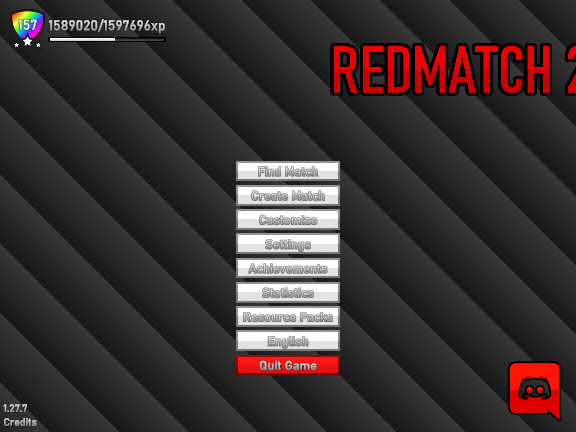 157 1589020/1597696xp
REDMATCH 2
Find Match
Create Match
Customize
Settings
Achievements
Statistics
Resource Packs
English
Quit Game
1.27.7
Credits